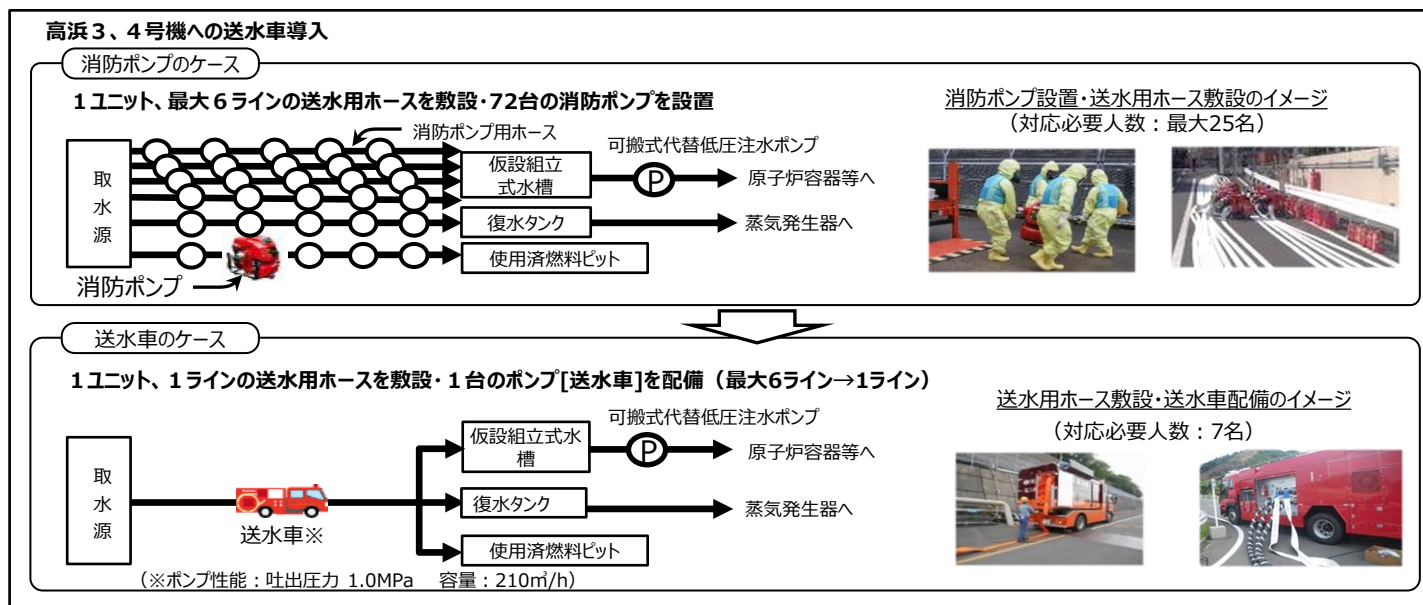 高浜３、４号機への送水車導入
消防ポンプのケース
１ユニット、最大６ラインの送水用ホースを敷設・72台の消防ポンプを設置
消防ポンプ設置・送水用ホース敷設のイメージ
（対応必要人数：最大25名）
消防ポンプ用ホース
可搬式代替低圧注水ポンプ
取
水
源
仮設組立
式水槽
P
原子炉容器等へ
復水タンク
蒸気発生器へ
使用済燃料ピット
消防ポンプ
送水車のケース
１ユニット、１ラインの送水用ホースを敷設・１台のポンプ[送水車]を配備（最大6ライン→1ライン）
送水用ホース敷設・送水車配備のイメージ
（対応必要人数：7名）
可搬式代替低圧注水ポンプ
取
水
源
仮設組立式水
槽
P
原子炉容器等へ
復水タンク
蒸気発生器へ
送水車※
使用済燃料ピット
（※ポンプ性能：吐出圧力 1.0MPa　容量：210㎥/h）